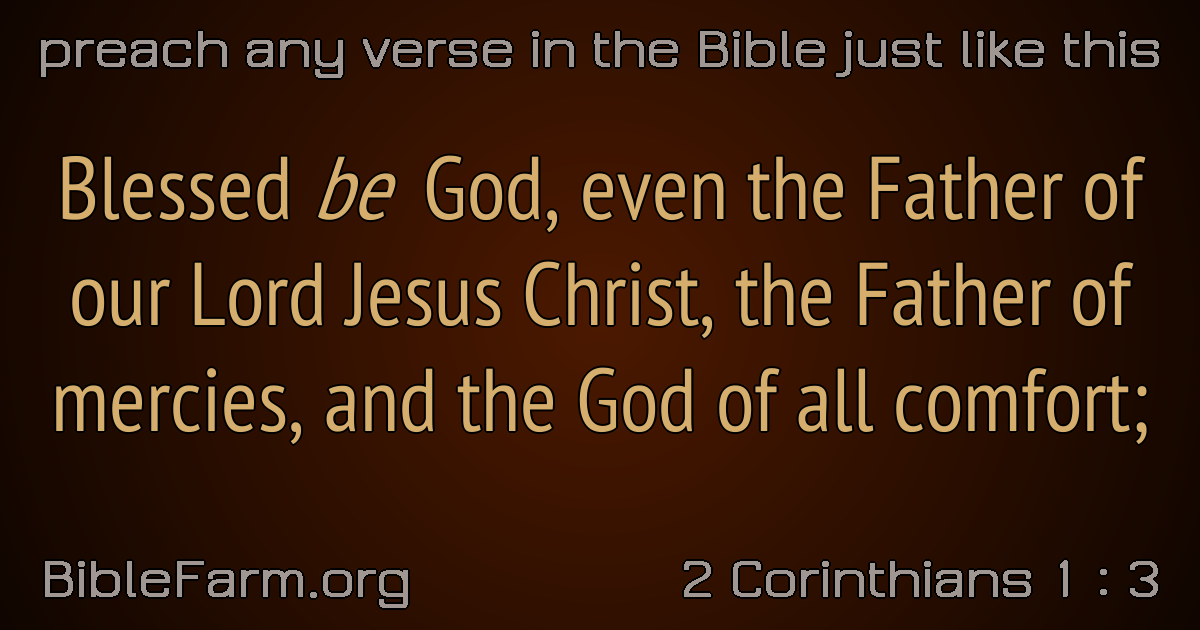 preach any verse in the Bible just like this
Blessed be God, even the Father of
our Lord Jesus Christ, the Father of
mercies, and the God of all comfort;
BibleFarm.org
2 Corinthians 1 : 3